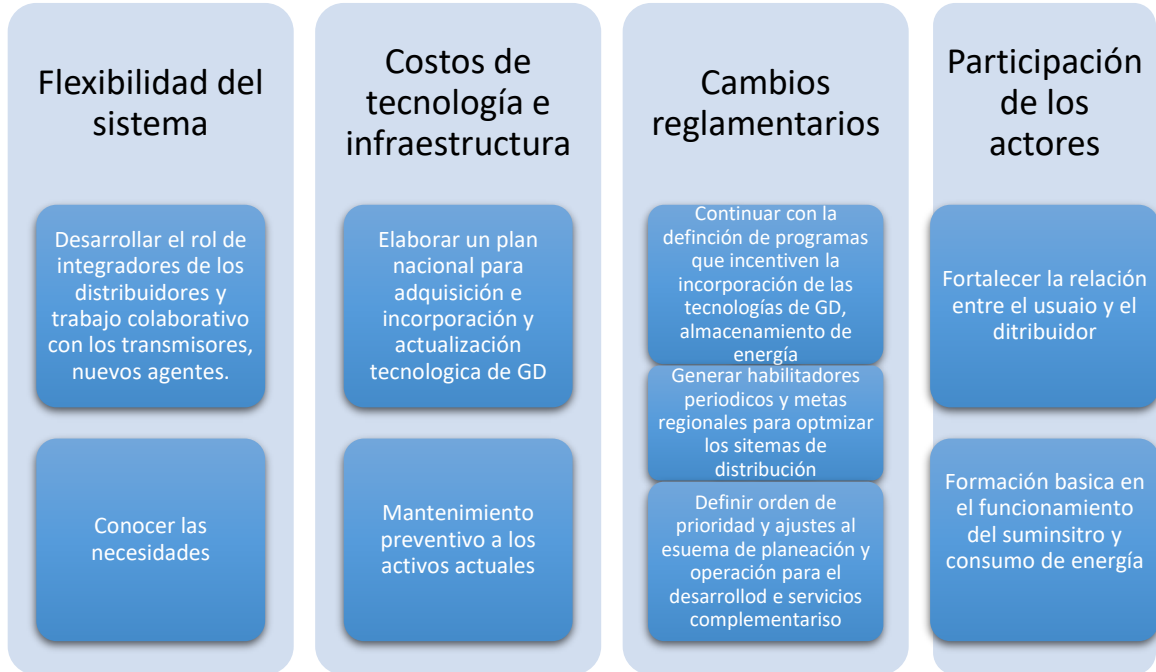 Flexibilidad del
sistema
Desarrollar el rol de
integradores de los
distribuidores y
trabajo colaborativo
con los transmisores,
nuevos agentes.
Conocer las
necesidades
Costos de
tecnología e
infraestructura
Elaborar un plan
nacional para
adquisición e
incorporación y
actualización
tecnologica de GD
Mantenimiento
preventivo a los
activos actuales
Cambios
reglamentarios
Continuar con la
definción de programas
que incentiven la
incorporación de las
tecnologías de GD,
almacenamiento de
energía
Generar habilitadores
periodicos y metas
regionales para optmizar
los sitemas de
distribución
Definir orden de
prioridad y ajustes al
esuema de planeación y
operación para el
desarrollod e servicios
complementariso
Participación
de los
actores
Fortalecer la relación
entre el usuaio y el
ditribuidor
Formación basica en
el funcionamiento
del suminsitro y
consumo de energía